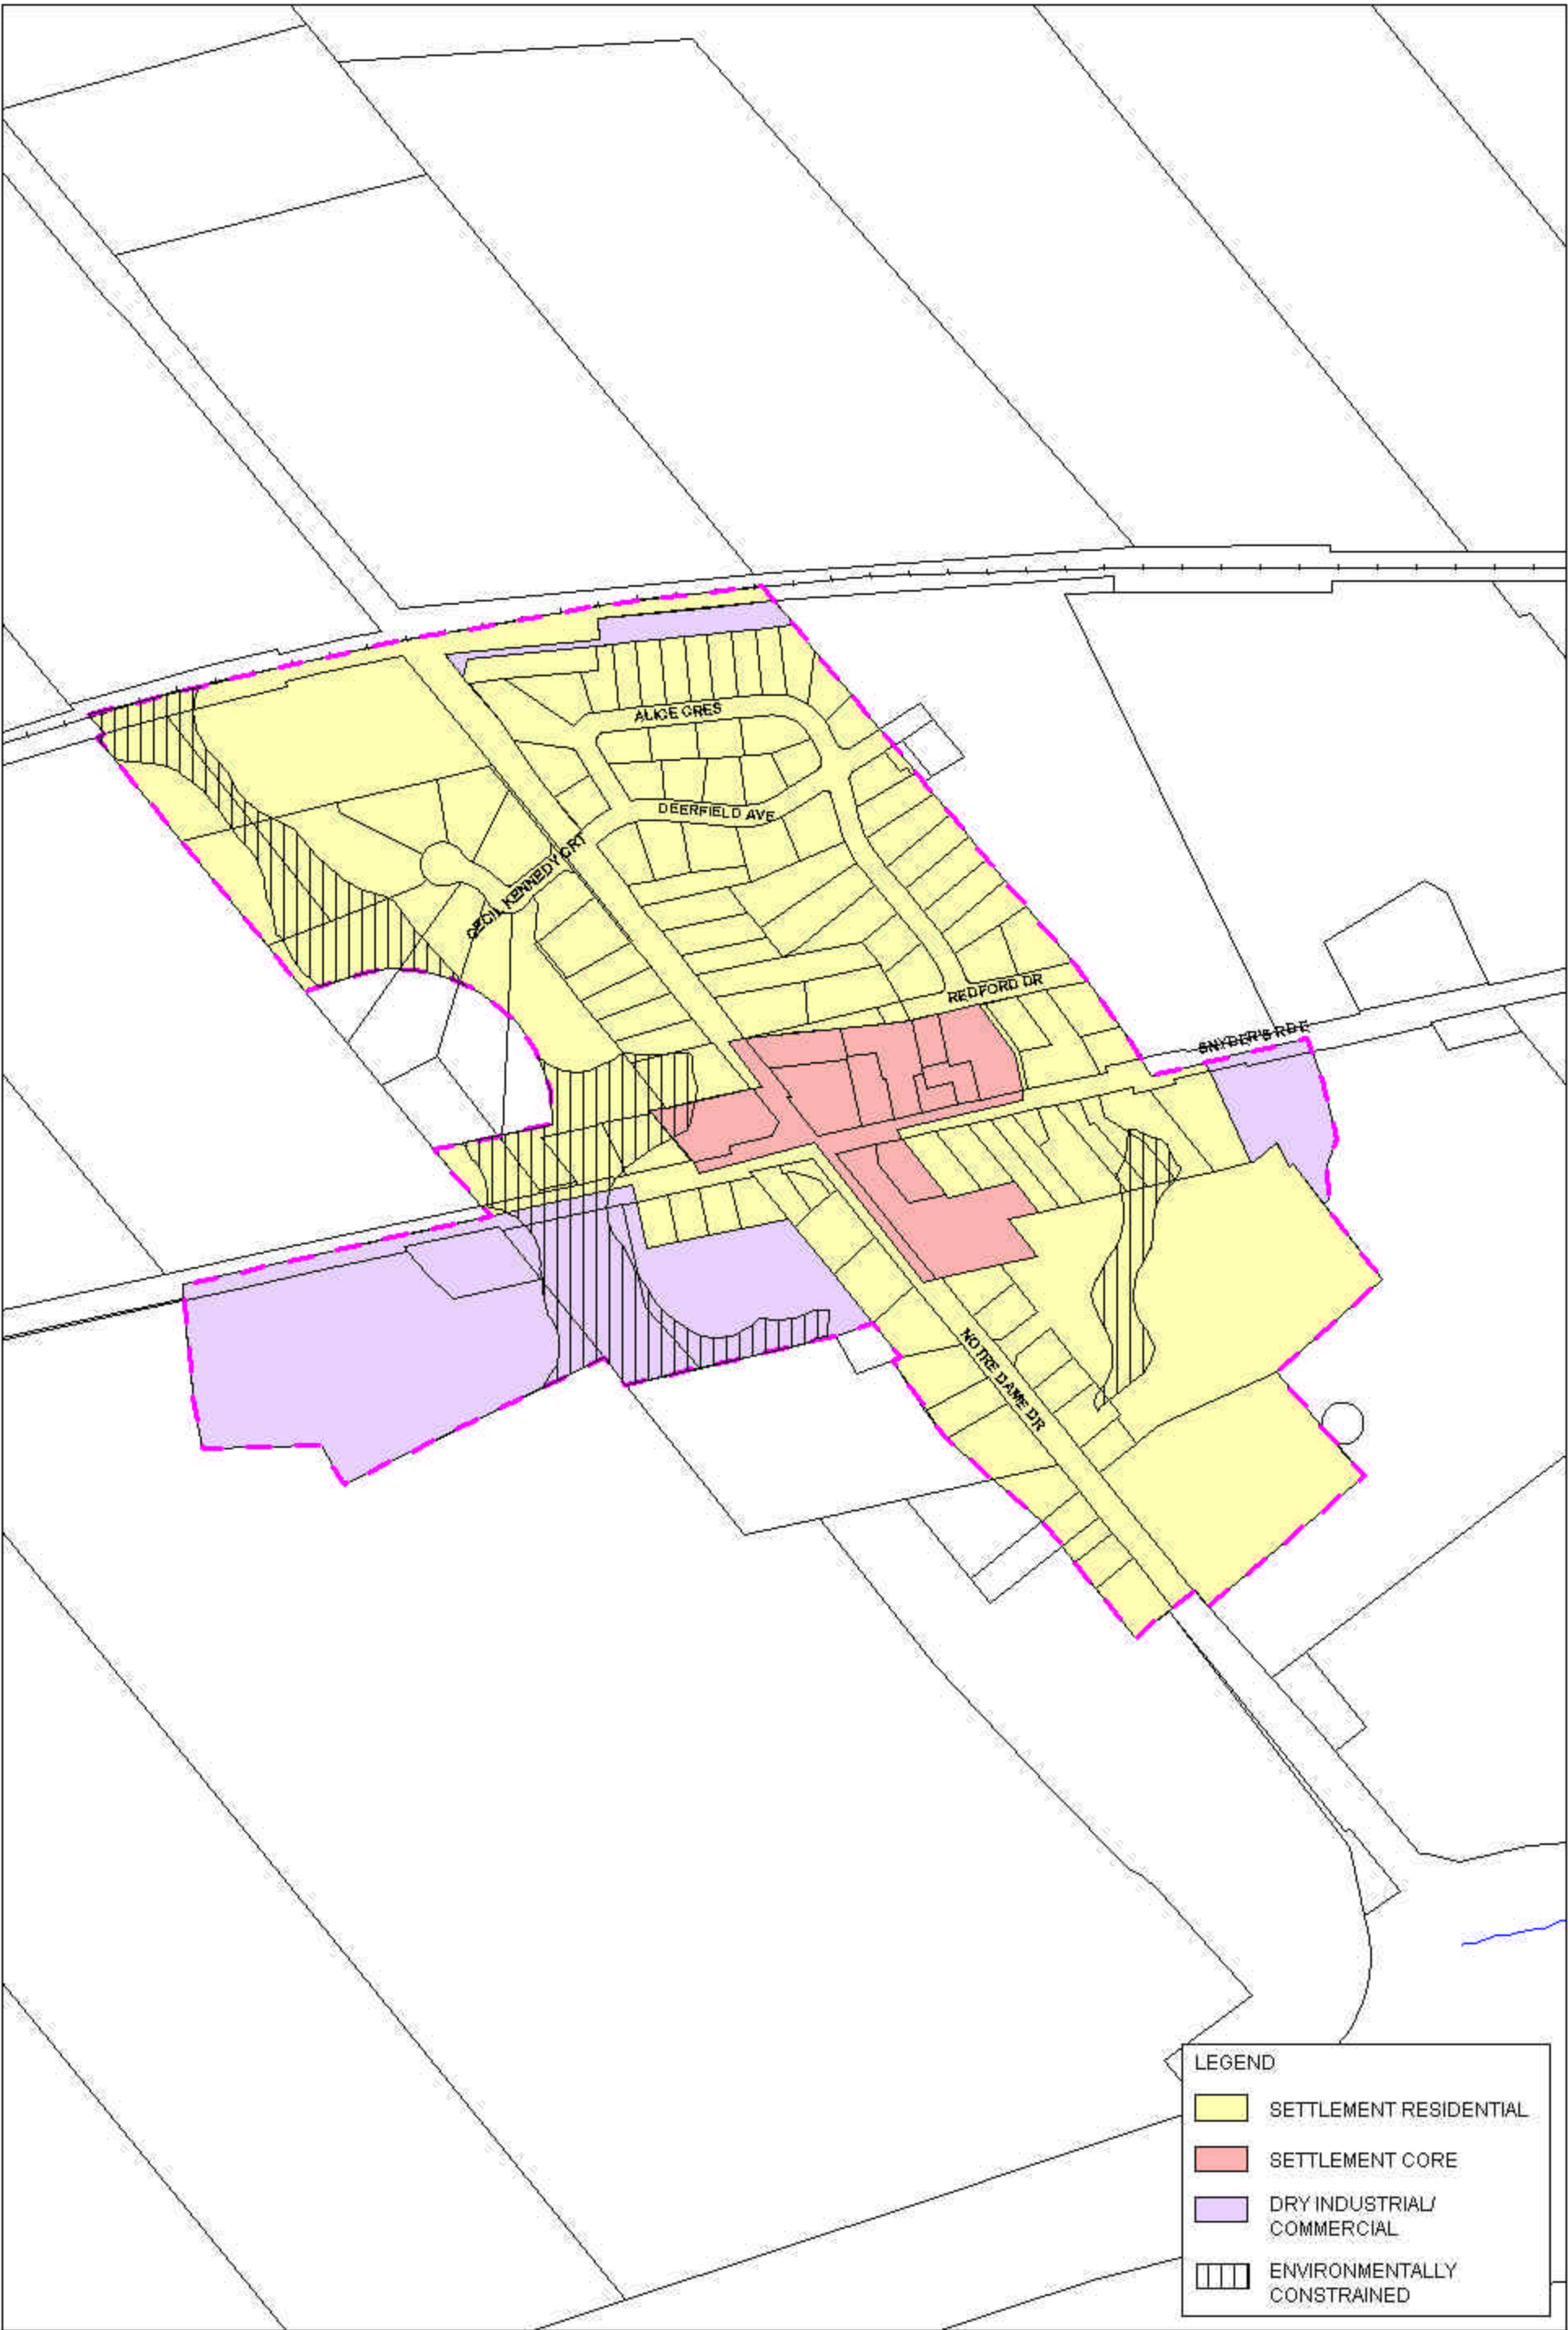 ALICE CRES
DEERFIELD AVE
CECIL KENNEDY CRT
REDFORD DR
SNYDER'S RD E
NOTRE DAME DR
LEGEND
SETTLEMENT RESIDENTIAL
SETTLEMENT CORE
DRY INDUSTRIAL/
COMMERCIAL
ENVIRONMENTALLY
CONSTRAINED